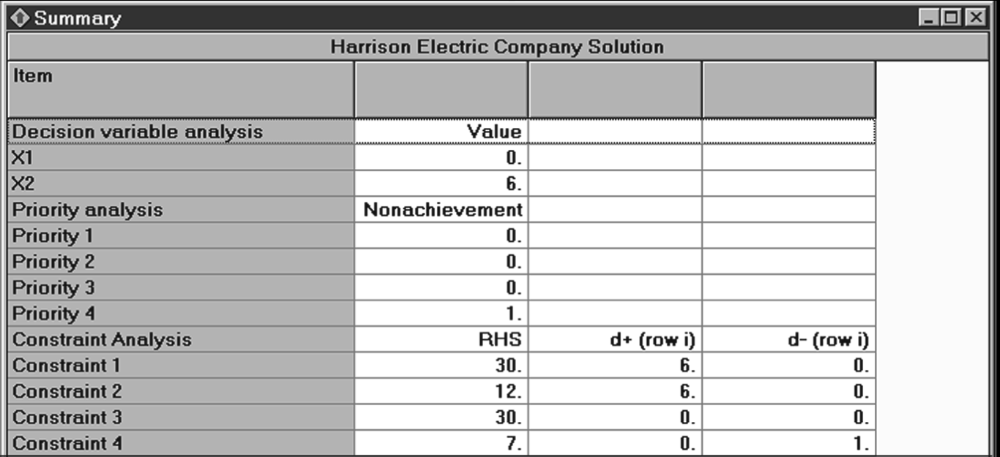 Summary
Harrison Electric Company Solution
Item
Decision variable analysis Value
X1 0.
X2 6.
Priority analysis Nonachievement
Priority 1 0.
Priority 2 0.
Priority 3 0.
Priority 4 1.
Constraint Analysis RHS d+ (row i) d- (row i)
Constraint 1 30. 6. 0.
Constraint 2 12. 6. 0.
Constraint 3 30. 0. 0.
Constraint 4 7. 0. 1.